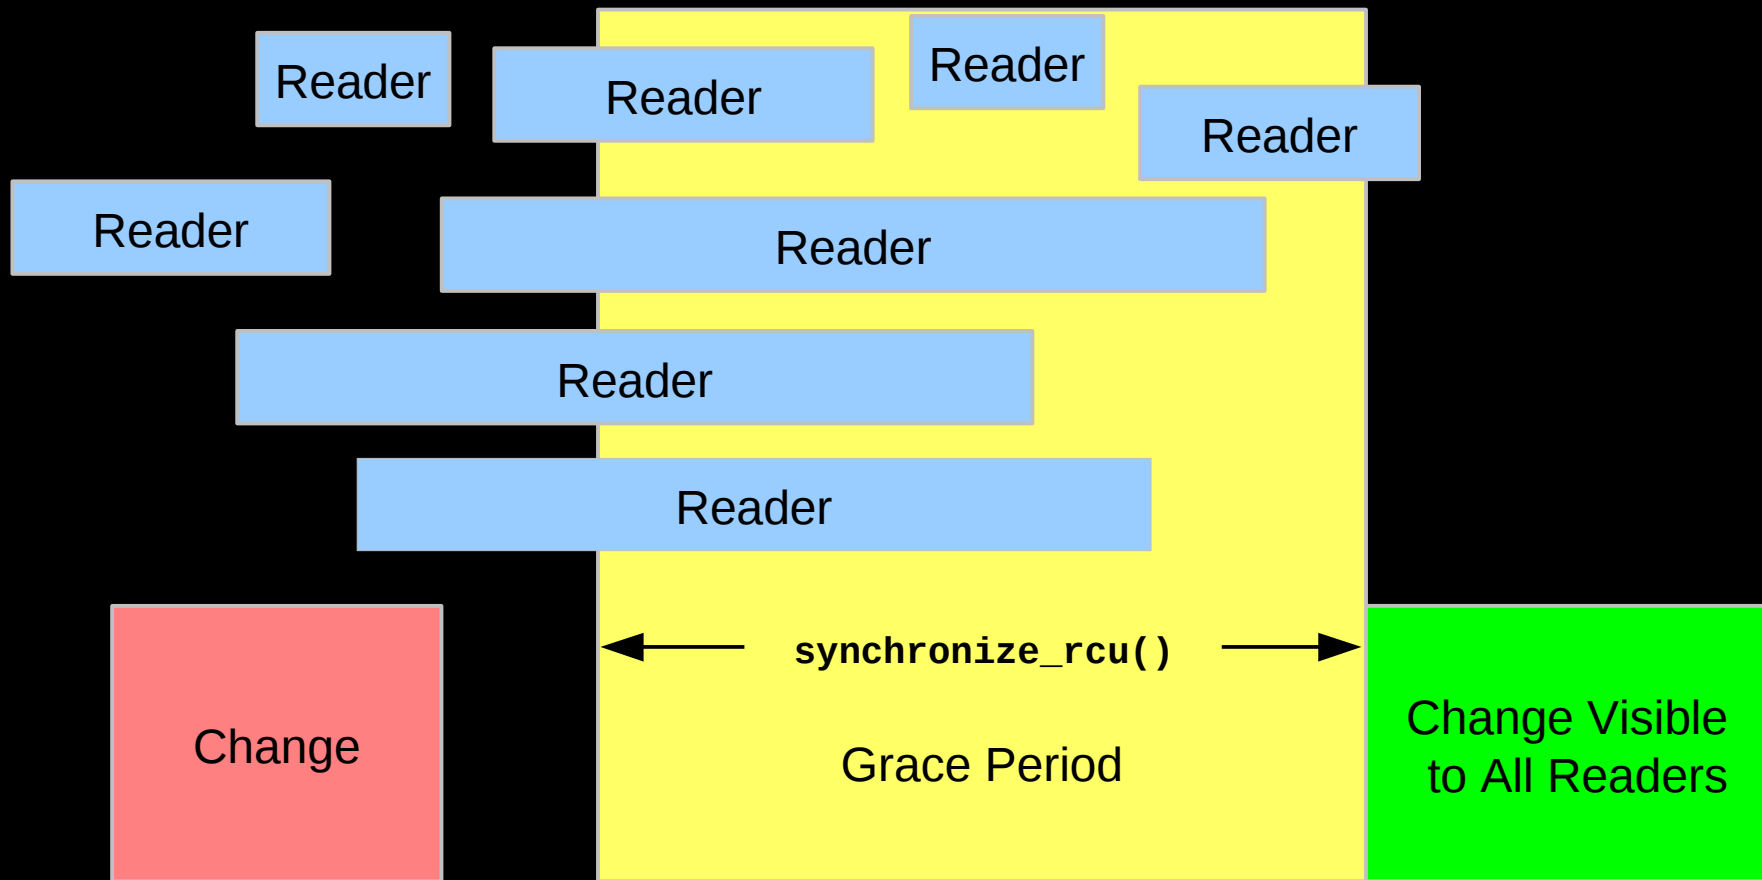 Reader
Reader
Reader
Reader
Reader
Reader
Reader
Reader
synchronize_rcu()
Change
Grace Period
Change Visible
to All Readers